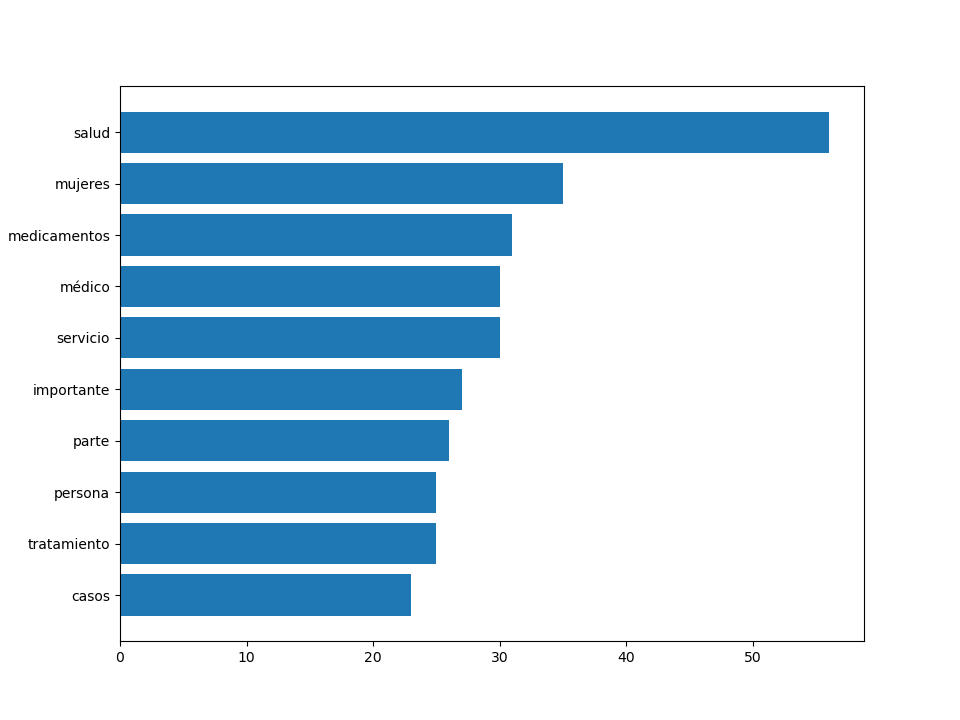 salud
mujeres
medicamentos
médico
servicio
importante
parte
persona
tratamiento
casos
0 10 20 30 40 50